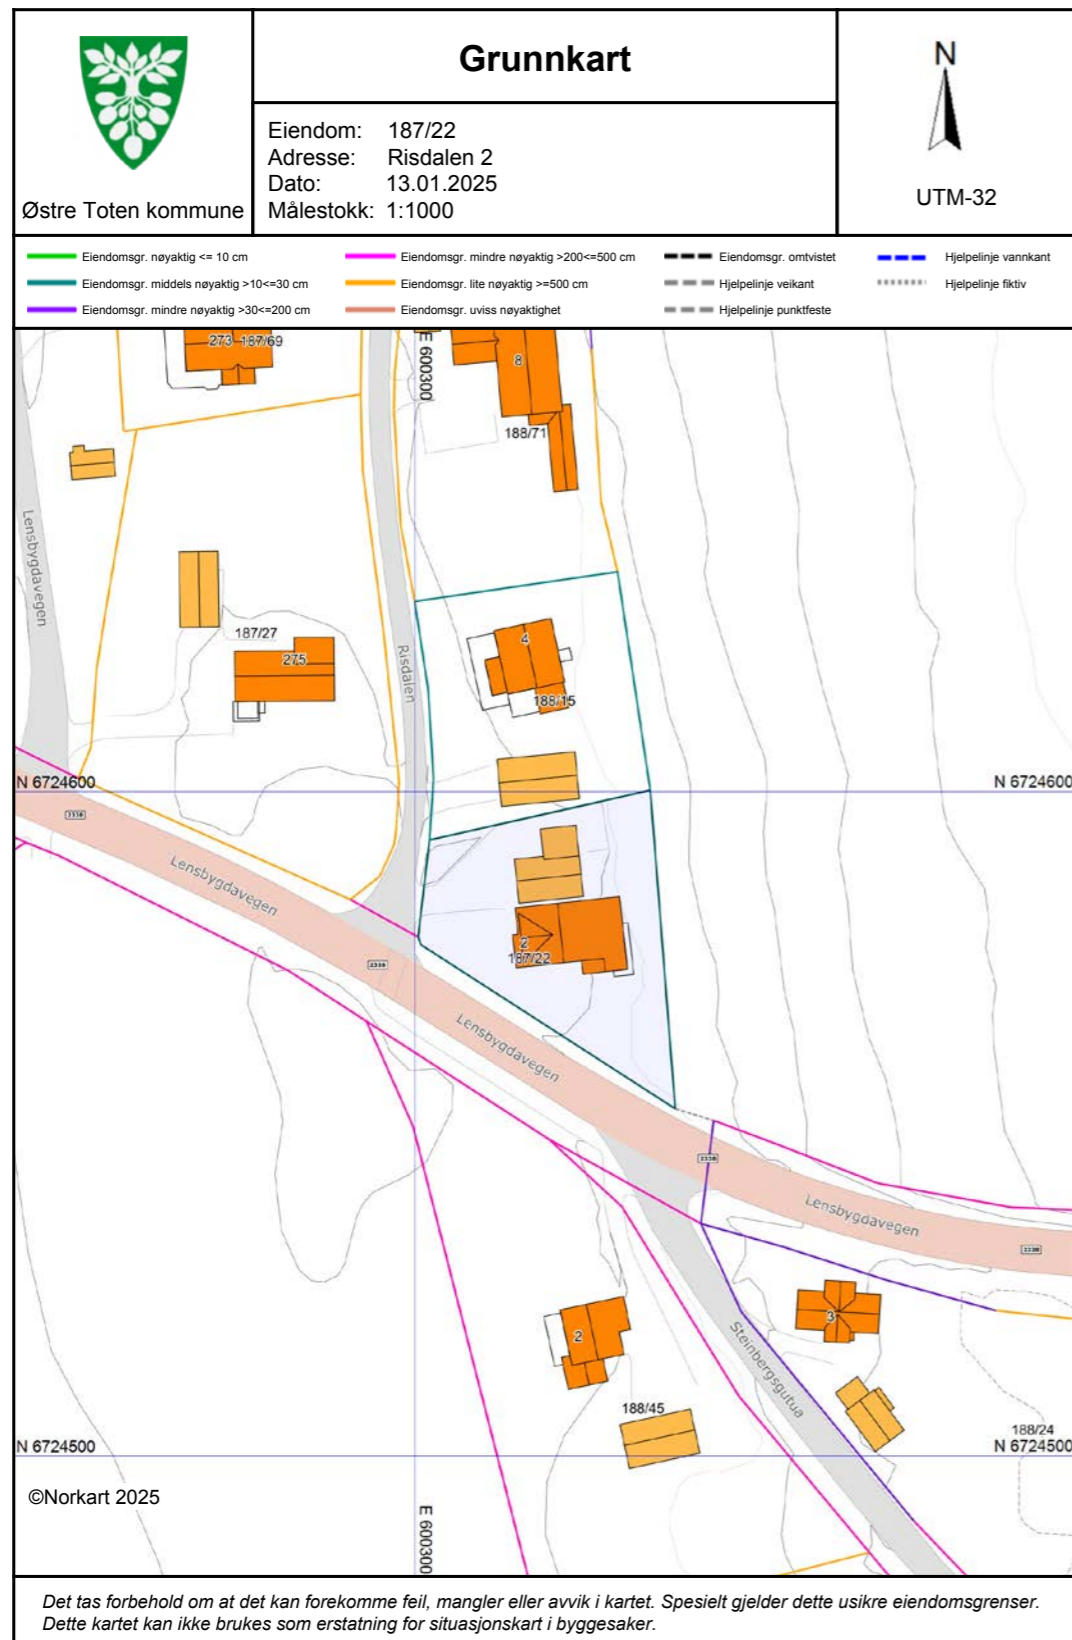 Østre Toten kommune
Grunnkart
Eiendom: 187/22
Adresse: Risdalen 2
Dato: 13.01.2025
Målestokk: 1:1000
N
UTM-32
Eiendomsgr. nøyaktig <= 10 cm
Eiendomsgr. middels nøyaktig >10<=30 cm
Eiendomsgr. mindre nøyaktig >30<=200 cm
Eiendomsgr. mindre nøyaktig >200<=500 cm
Eiendomsgr. lite nøyaktig >=500 cm
Eiendomsgr. uviss nøyaktighet
Eiendomsgr. omtvistet
Hjelpelinje veikant
Hjelpelinje punktfeste
Hjelpelinje vannkant
Hjelpelinje fiktiv
273 187/69
E 600300
8
188/71
Lensbygdavegen
187/27
275
Risdalen
4
188/15
N 6724600
N 6724600
2338
Lensbygdavegen
2
187/22
2338
Lensbygdavegen
2338
Lensbygdavegen
2338
3
2
Steinbergsgutua
188/45
188/24
N 6724500
N 6724500
©Norkart 2025
E 600300
Det tas forbehold om at det kan forekomme feil, mangler eller avvik i kartet. Spesielt gjelder dette usikre eiendomsgrenser.
Dette kartet kan ikke brukes som erstatning for situasjonskart i byggesaker.